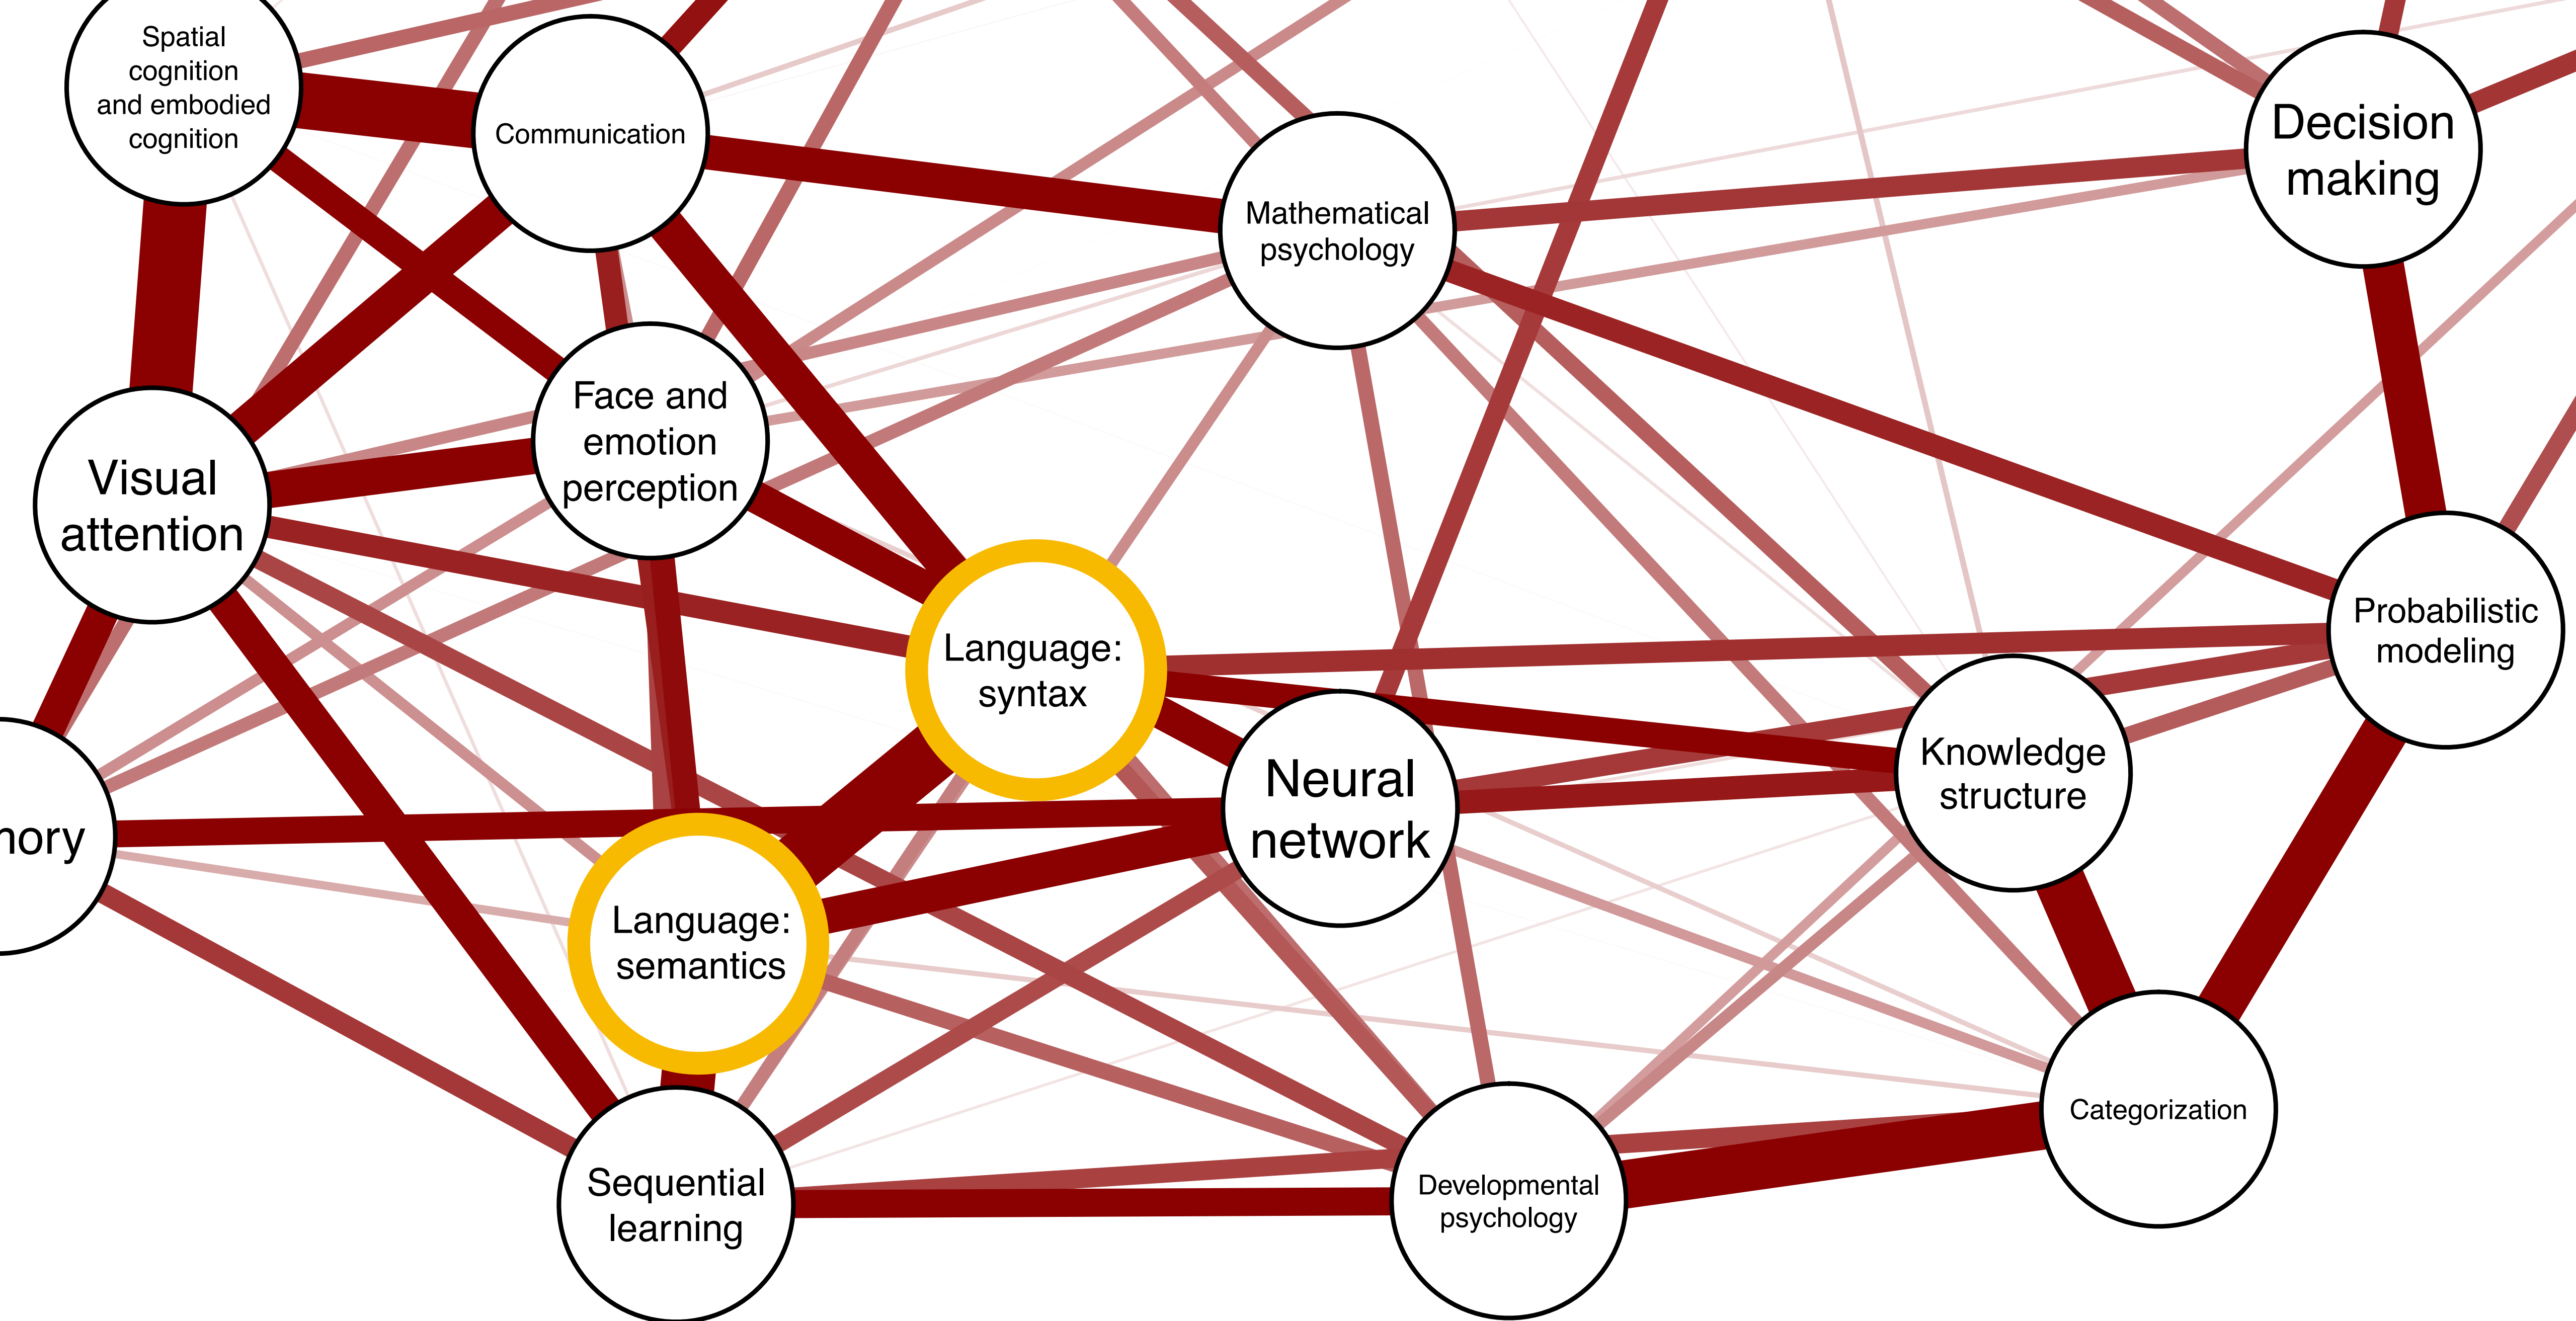 Spatial
cognition
and embodied
cognition
Communication
Decision
making
Mathematical
psychology
Face and
emotion
perception
Visual
attention
Language:
syntax
Probabilistic
modeling
Knowledge
structure
Neural
network
Language:
semantics
Categorization
Sequential
learning
Developmental
psychology